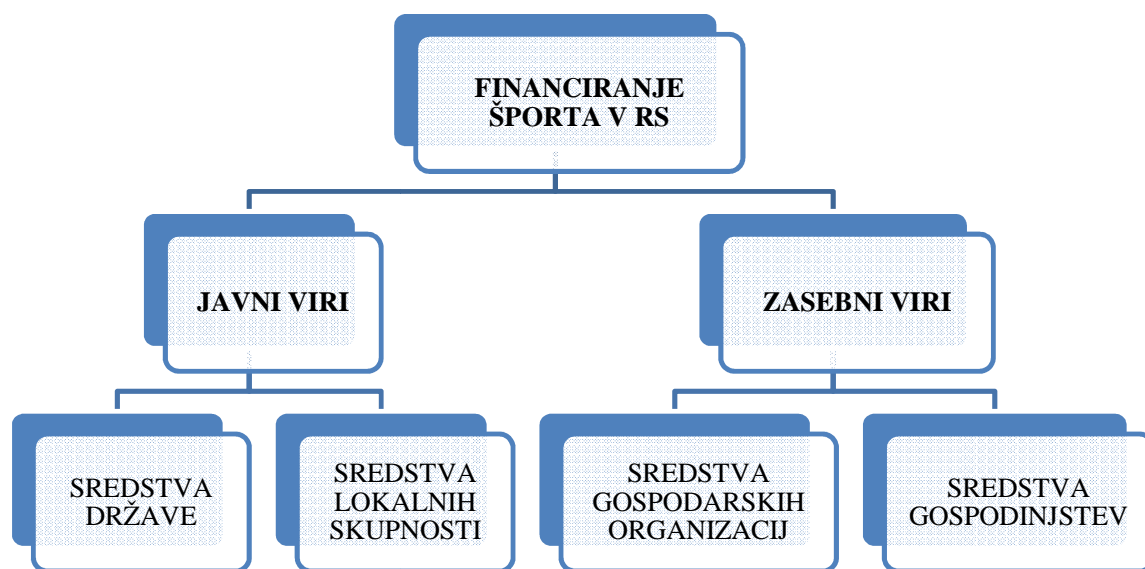 FINANCIRANJE
ŠPORTA V RS
JAVNI VIRI
ZASEBNI VIRI
SREDSTVA
DRŽAVE
SREDSTVA
LOKALNIH
SKUPNOSTI
SREDSTVA
GOSPODARSKIH
ORGANIZACIJ
SREDSTVA
GOSPODINJSTEV